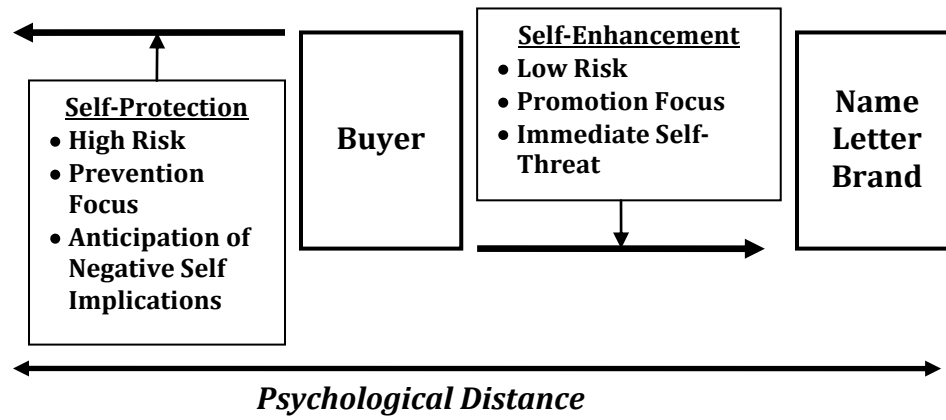 Self-Protection
• High Risk
• Prevention
Focus
• Anticipation of
Negative Self
Implications
Buyer
Self-Enhancement
• Low Risk
• Promotion Focus
• Immediate Self-
Threat
Name
Letter
Brand
Psychological Distance